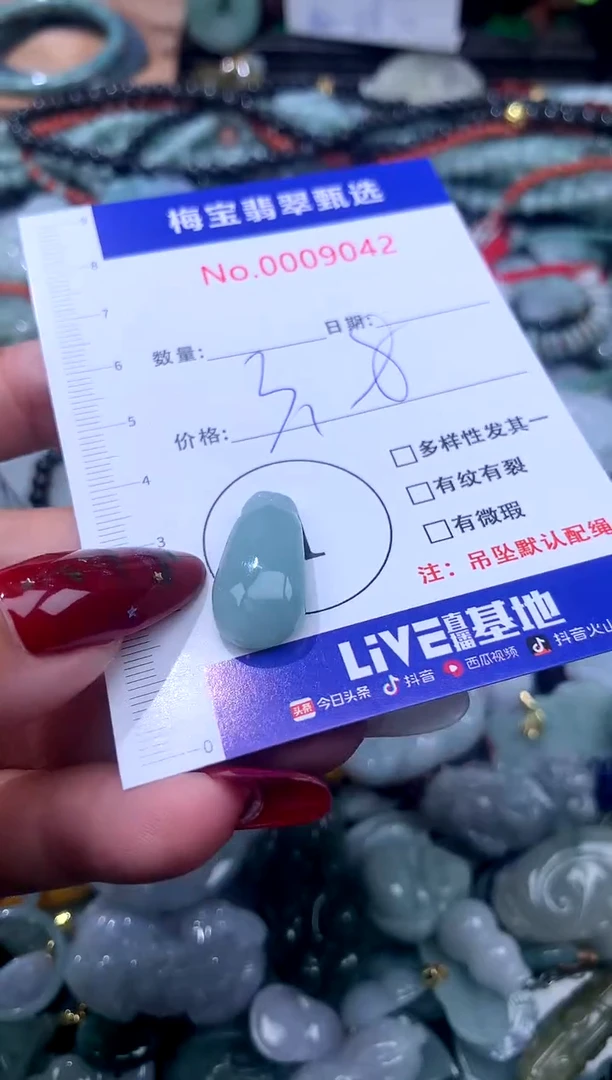 梅宝翡翠甄选
No.0009042
日期:
数量:
价格:
多样性发其一
有纹有裂
有微瑕
注：吊坠默认配绳
LiVE直播基地
头条 今日头条 抖音 西瓜视频 抖音火山
8
7
6
5
4
3
0